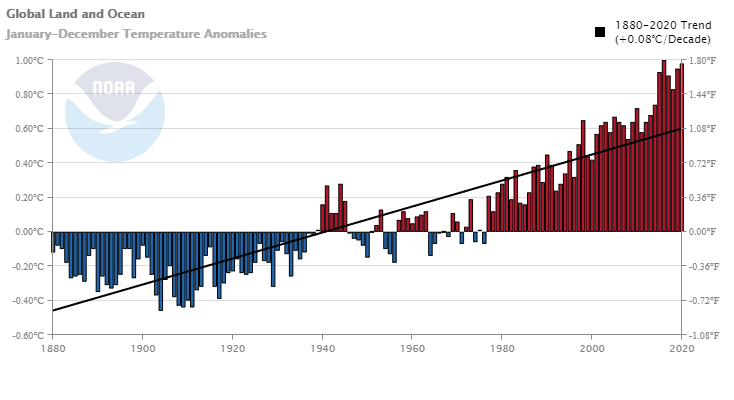 Global Land and Ocean
January–December Temperature Anomalies
1880–2020 Trend
(+0.08°C/Decade)
NOAA
1.00°C 1.80°F
0.80°C 1.44°F
0.60°C 1.08°F
0.40°C 0.72°F
0.20°C 0.36°F
0.00°C 0.00°F
-0.20°C -0.36°F
-0.40°C -0.72°F
-0.60°C -1.08°F
1880 1900 1920 1940 1960 1980 2000 2020